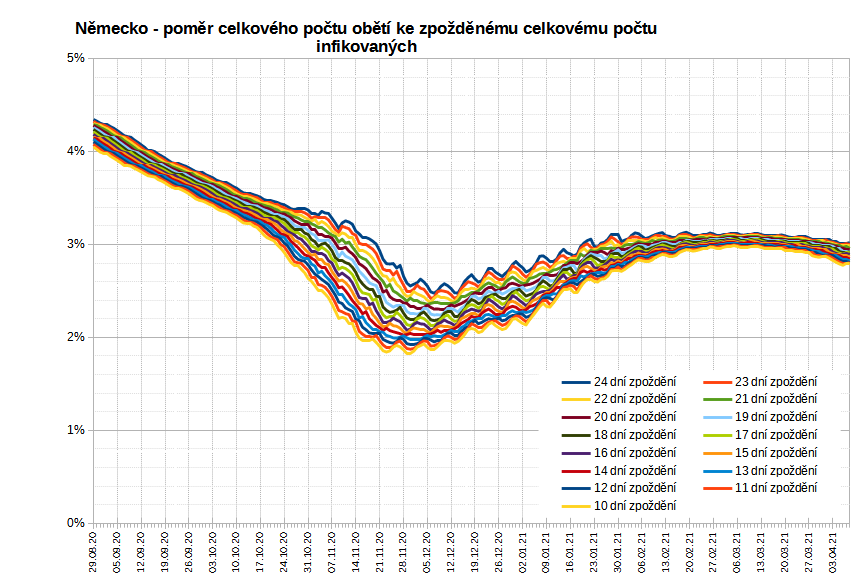 Německo - poměr celkového počtu obětí ke zpožděnému celkovému počtu
infikovaných
5%
4%
3%
2%
1%
0%
24 dní zpoždění
23 dní zpoždění
22 dní zpoždění
21 dní zpoždění
20 dní zpoždění
19 dní zpoždění
18 dní zpoždění
17 dní zpoždění
16 dní zpoždění
15 dní zpoždění
14 dní zpoždění
13 dní zpoždění
12 dní zpoždění
11 dní zpoždění
10 dní zpoždění
29.08.20
05.09.20
12.09.20
19.09.20
26.09.20
03.10.20
10.10.20
17.10.20
24.10.20
31.10.20
07.11.20
14.11.20
21.11.20
28.11.20
05.12.20
12.12.20
19.12.20
26.12.20
02.01.21
09.01.21
16.01.21
23.01.21
30.01.21
06.02.21
13.02.21
20.02.21
27.02.21
06.03.21
13.03.21
20.03.21
27.03.21
03.04.21